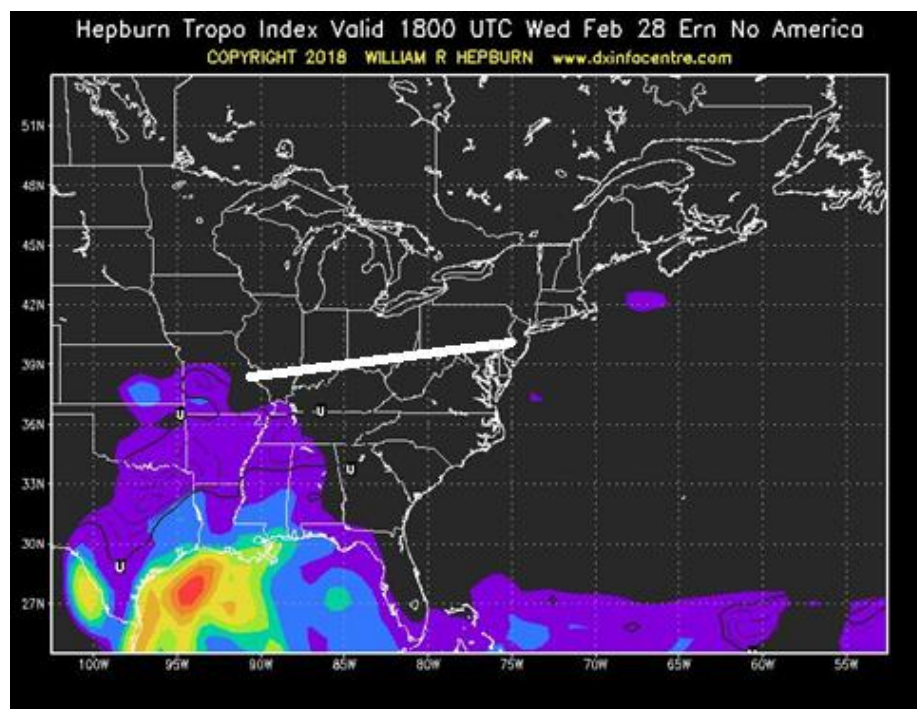 Hepburn Tropo Index Valid 1800 UTC Wed Feb 28 Ern No America
COPYRIGHT 2018 WILLIAM R HEPBURN www.dxinfocentre.com
51N
48N
45N
42N
39N
36N
33N
30N
27N
U
U
U
U
100W 95W 90W 85W 80W 75W 70W 65W 60W 55W